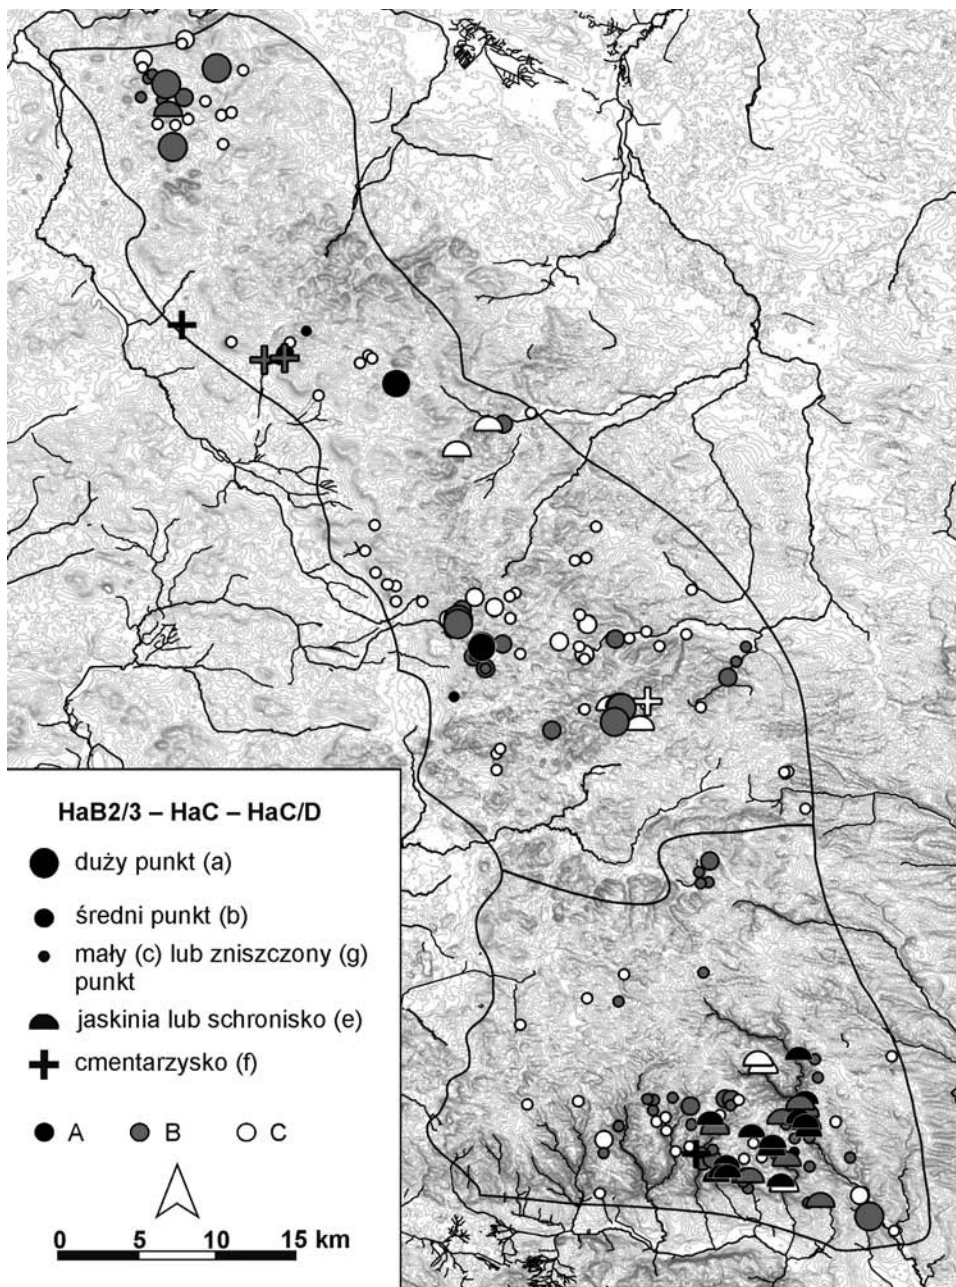 HaB2/3 – HaC – HaC/D
duży punkt (a)
średni punkt (b)
mały (c) lub zniszczony (g)
punkt
jaskinia lub schronisko (e)
cmentarzysko (f)
A B C
0 5 10 15 km